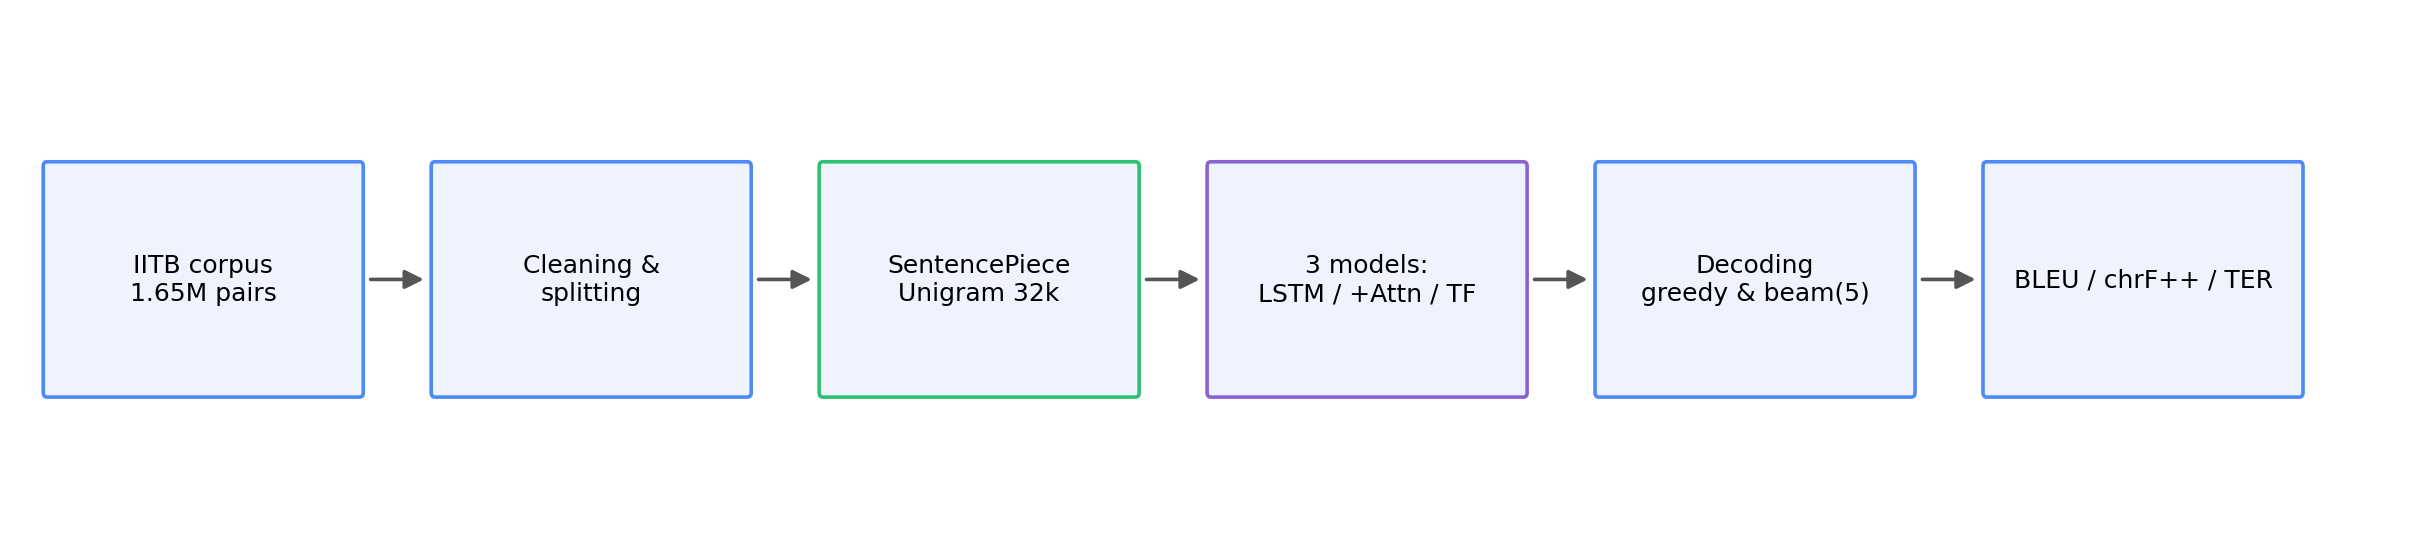 IITB corpus
1.65M pairs
Cleaning &
splitting
SentencePiece
Unigram 32k
3 models:
LSTM / +Attn / TF
Decoding
greedy & beam(5)
BLEU / chrF++ / TER